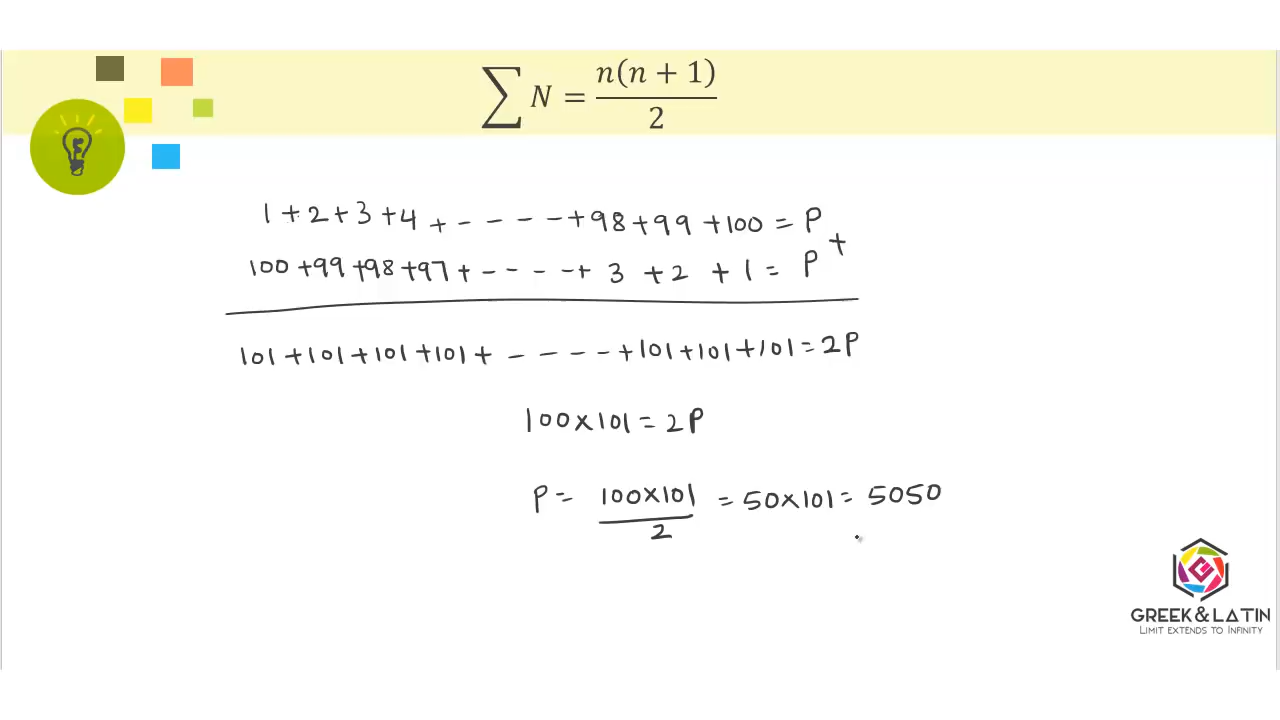 ∑ N = n(n + 1)/2
1 + 2 + 3 + 4 + - - - - + 98 + 99 + 100 = P
+
100 + 99 + 98 + 97 + - - - - + 3 + 2 + 1 = P
101 + 101 + 101 + 101 + - - - - + 101 + 101 + 101 = 2P
100 × 101 = 2P
P = 100 × 101 / 2 = 50 × 101 = 5050
GREEK & LATIN
LIMIT EXTENDS TO INFINITY